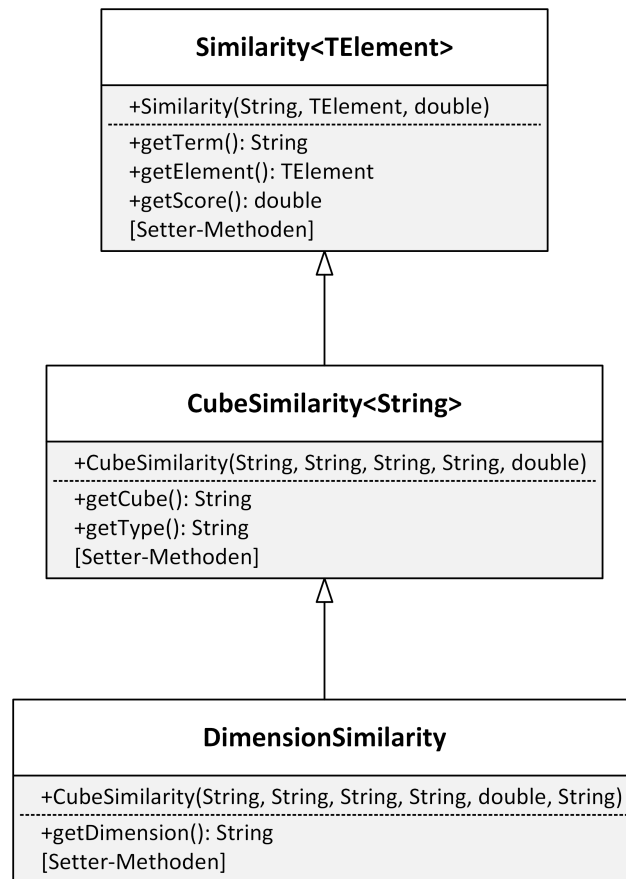 Similarity<TElement>
+Similarity(String, TElement, double)
+getTerm(): String
+getElement(): TElement
+getScore(): double
[Setter-Methoden]
CubeSimilarity<String>
+CubeSimilarity(String, String, String, String, double)
+getCube(): String
+getType(): String
[Setter-Methoden]
DimensionSimilarity
+CubeSimilarity(String, String, String, String, double, String)
+getDimension(): String
[Setter-Methoden]